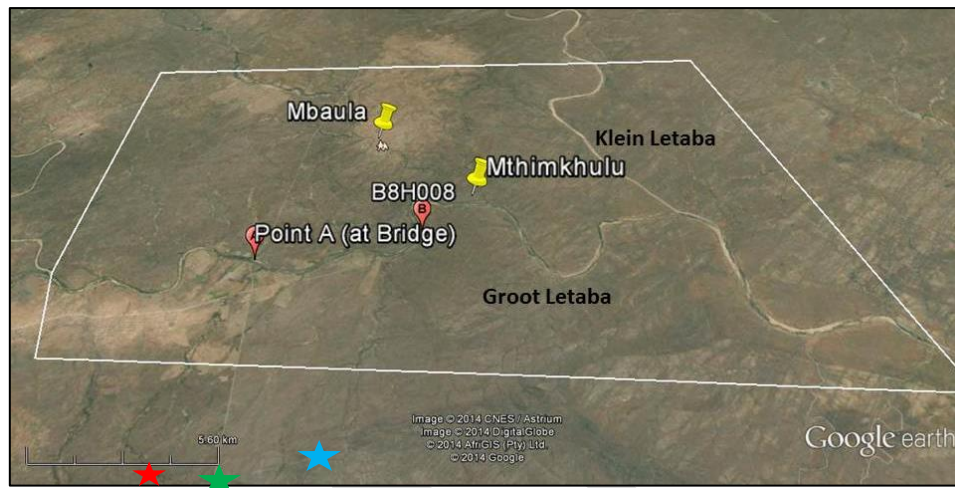 Mbaula
Klein Letaba
Mthimkhulu
B8H008
B
Point A (at Bridge)
Groot Letaba
5.60 km
Image © 2014 CNES / Astrium
Image © 2014 DigitalGlobe
© 2014 AfriGIS (Pty) Ltd.
© 2014 Google
Google earth